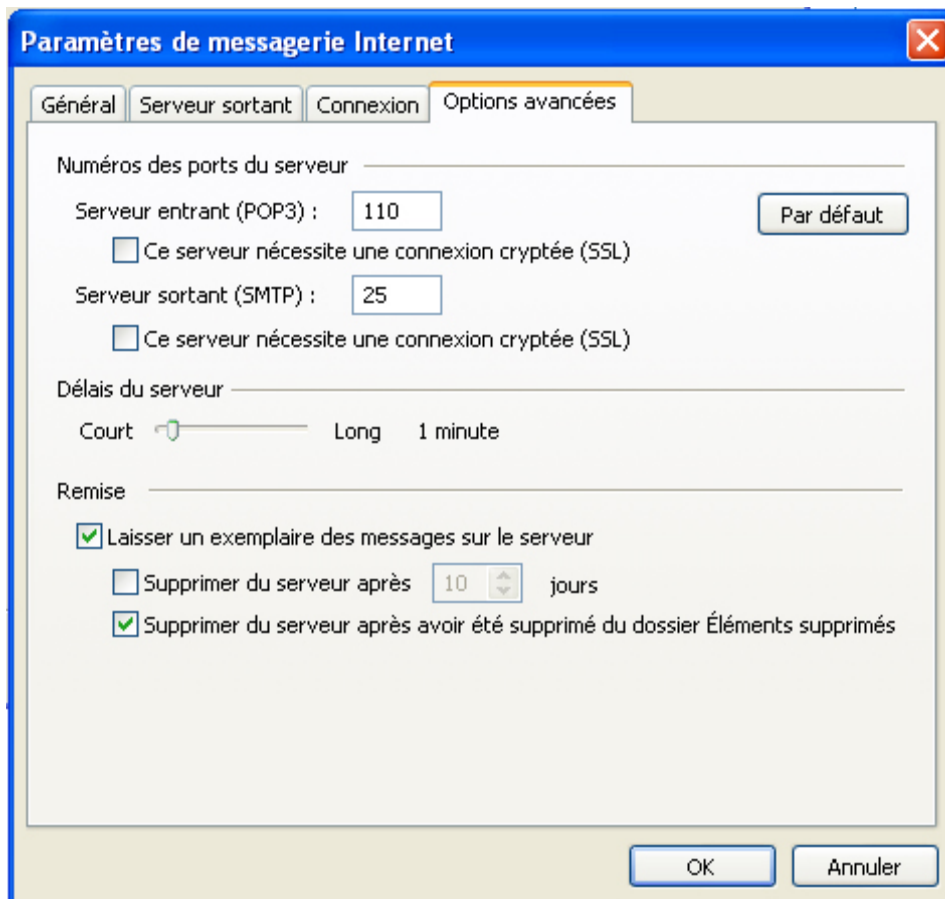 Paramètres de messagerie Internet
Général Serveur sortant Connexion Options avancées
Numéros des ports du serveur
Serveur entrant (POP3) : 110 Par défaut
Ce serveur nécessite une connexion cryptée (SSL)
Serveur sortant (SMTP) : 25
Ce serveur nécessite une connexion cryptée (SSL)
Délais du serveur
Court Long 1 minute
Remise
Laisser un exemplaire des messages sur le serveur
Supprimer du serveur après 10 jours
Supprimer du serveur après avoir été supprimé du dossier Éléments supprimés
OK Annuler